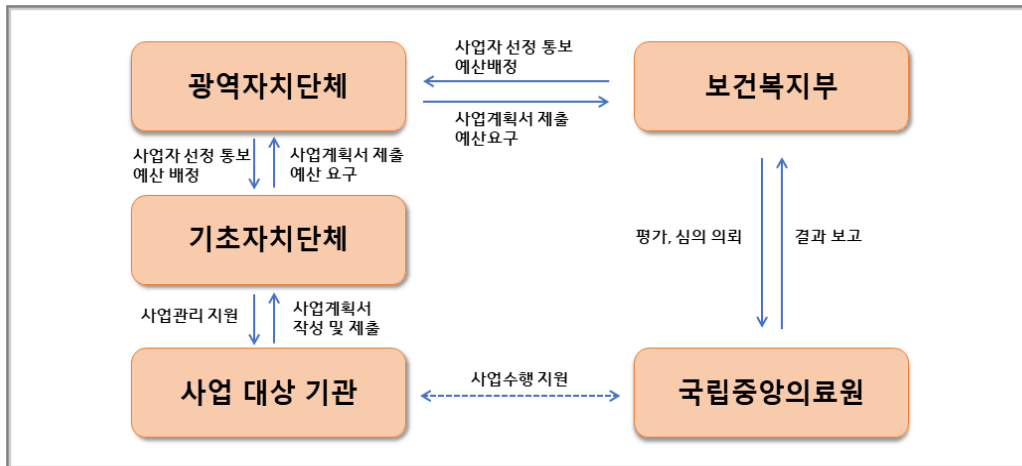 사업자 선정 통보
예산배정
광역자치단체
보건복지부
사업계획서 제출
예산요구
사업자 선정 통보
예산 배정
사업계획서 제출
예산 요구
기초자치단체
평가, 심의 의뢰
결과 보고
사업관리 지원
사업계획서
작성 및 제출
사업 대상 기관
사업수행 지원
국립중앙의료원